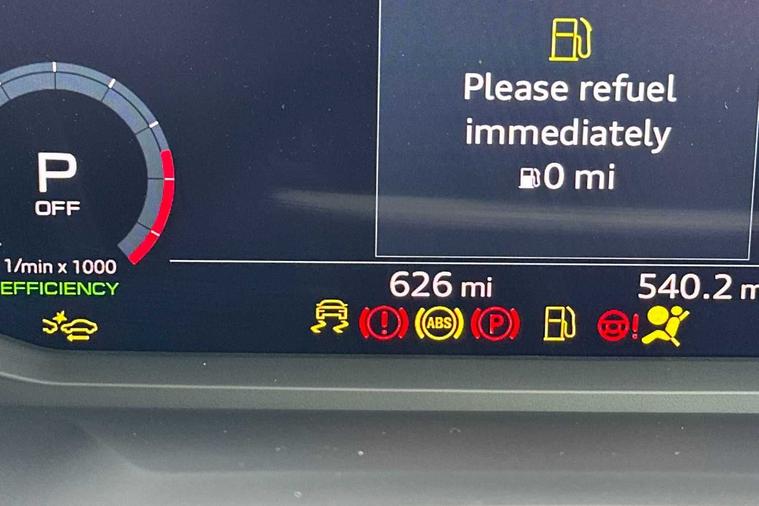 Please refuel
immediately
0 mi
P
OFF
1/min x 1000
EFFICIENCY
626 mi
540.2 m
! ABS P !